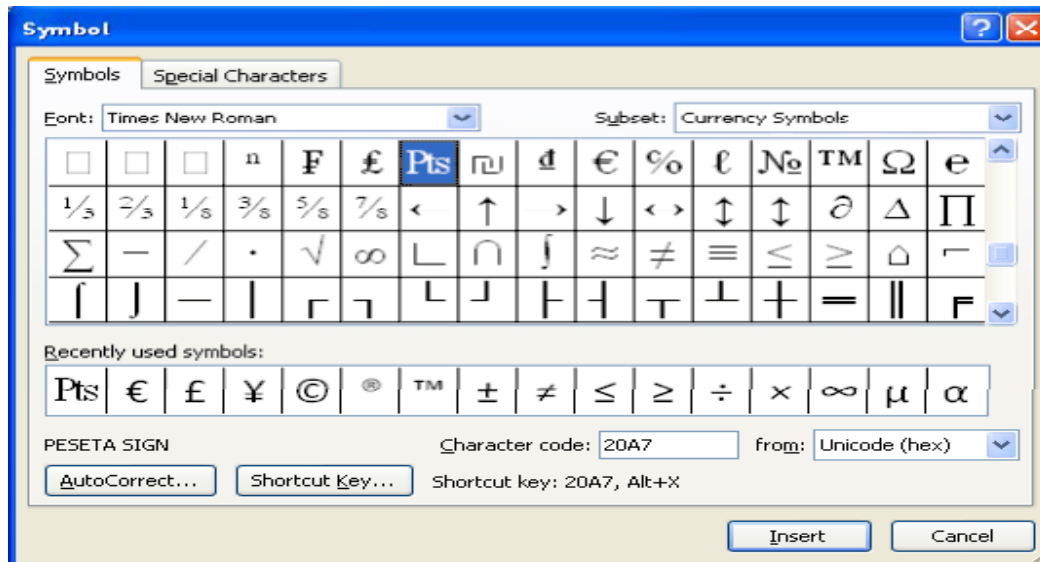 Symbol
Symbols Special Characters
Font: Times New Roman Subset: Currency Symbols
□ □ □ ⁿ ₣ £ Pts ₪ ₫ € ℅ ℓ № ™ Ω ℮
⅓ ⅔ ⅛ ⅜ ⅝ ⅞ ← ↑ → ↓ ↔ ↕ ↨ ∂ ∆ ∏
∑ − ∕ ∙ √ ∞ ∟ ∩ ∫ ≈ ≠ ≡ ≤ ≥ ⌂ ⌐
⌠ ⌡ ─ │ ┌ ┐ └ ┘ ├ ┤ ┬ ┴ ┼ ═ ║ ╒
Recently used symbols:
Pts € £ ¥ © ® ™ ± ≠ ≤ ≥ ÷ × ∞ µ α
PESETA SIGN Character code: 20A7 from: Unicode (hex)
AutoCorrect... Shortcut Key... Shortcut key: 20A7, Alt+X
Insert Cancel